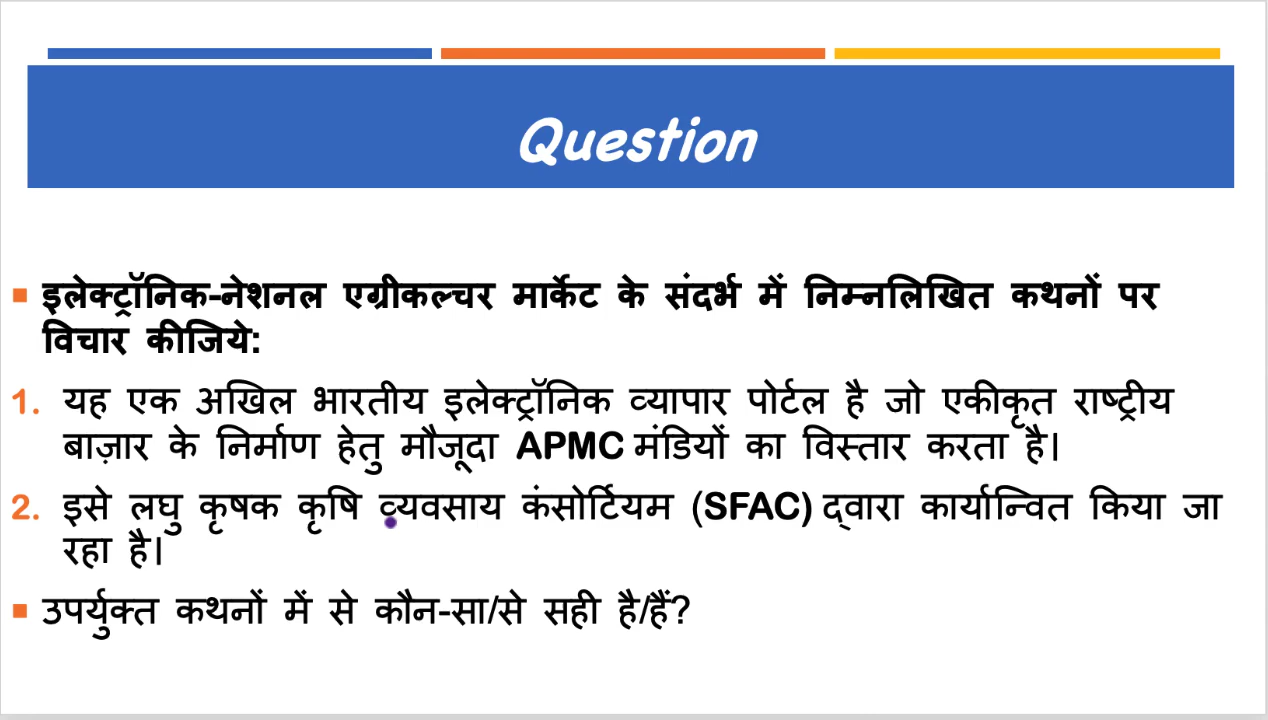 Question
▪ इलेक्ट्रॉनिक-नेशनल एग्रीकल्चर मार्केट के संदर्भ में निम्नलिखित कथनों पर
विचार कीजिये:
1. यह एक अखिल भारतीय इलेक्ट्रॉनिक व्यापार पोर्टल है जो एकीकृत राष्ट्रीय
बाज़ार के निर्माण हेतु मौजूदा APMC मंडियों का विस्तार करता है।
2. इसे लघु कृषक कृषि व्यवसाय कंसोर्टियम (SFAC) द्वारा कार्यान्वित किया जा
रहा है।
▪ उपर्युक्त कथनों में से कौन-सा/से सही है/हैं?